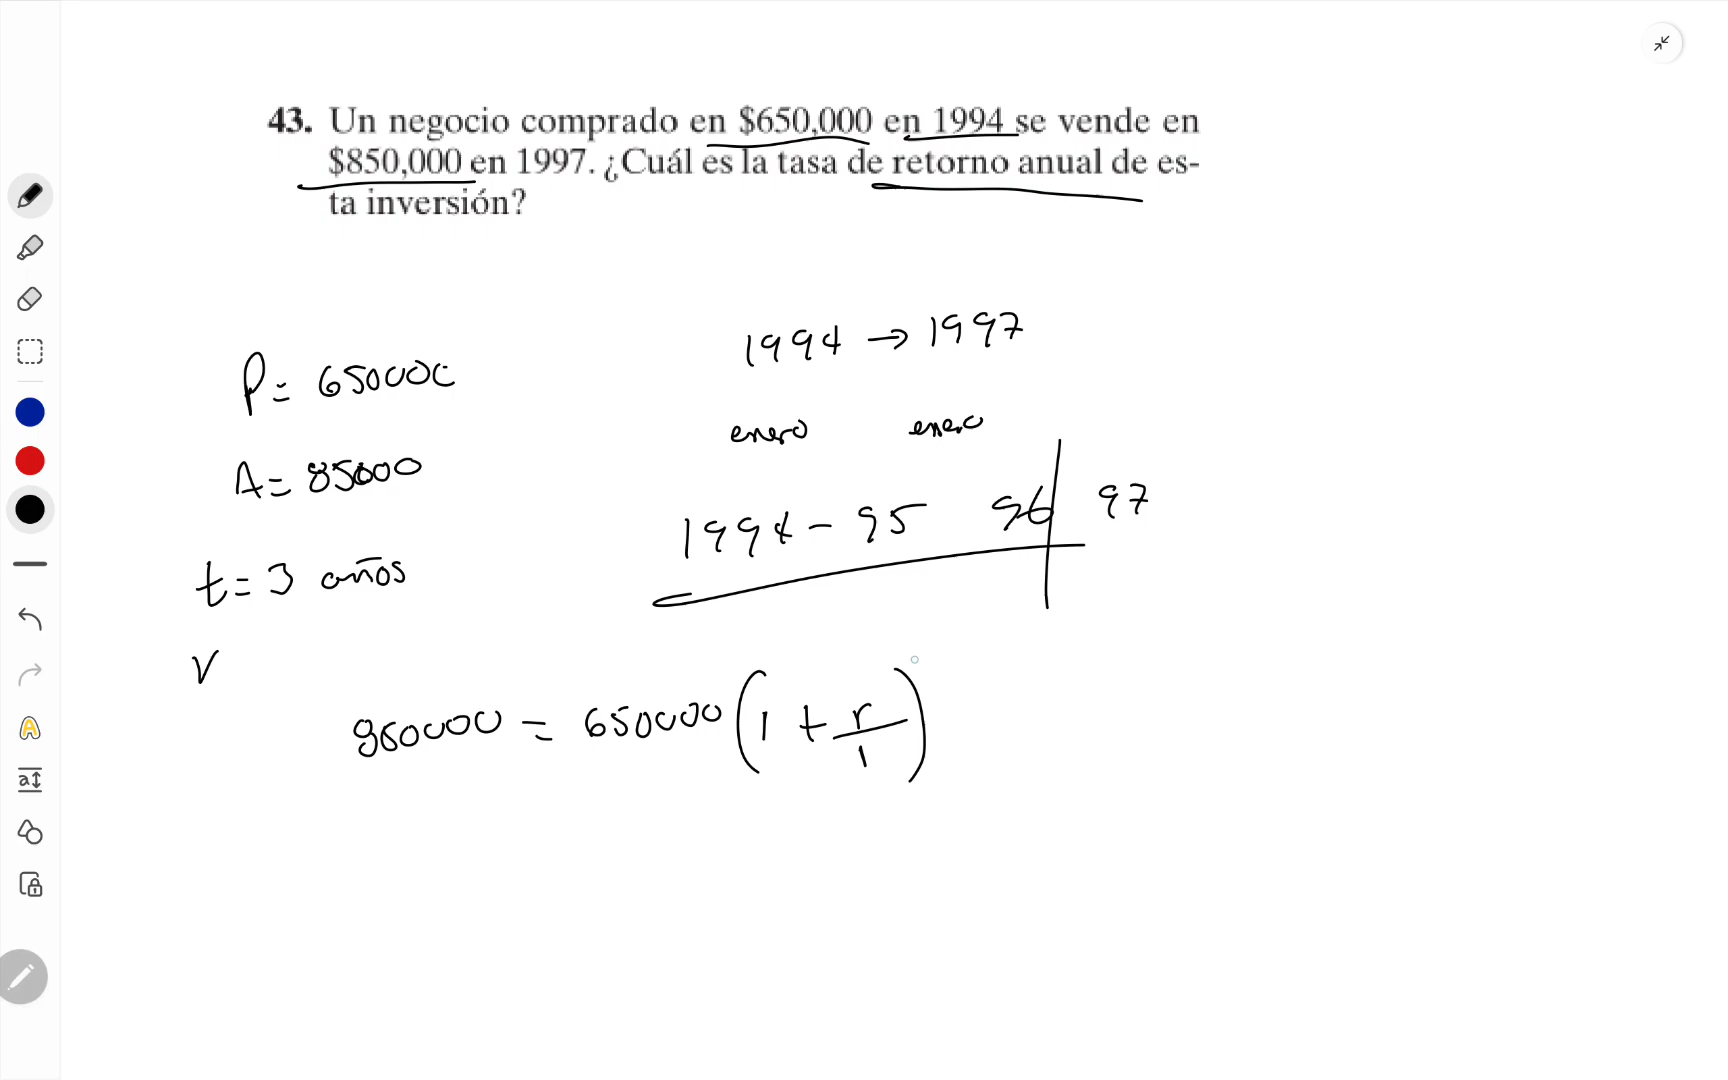 43. Un negocio comprado en $650,000 en 1994 se vende en
$850,000 en 1997. ¿Cuál es la tasa de retorno anual de es-
ta inversión?
1994 → 1997
P = 650000
enero enero
A = 85000
1994 - 95 96 97
t = 3 años
r
850000 = 650000 (1 + r/1)